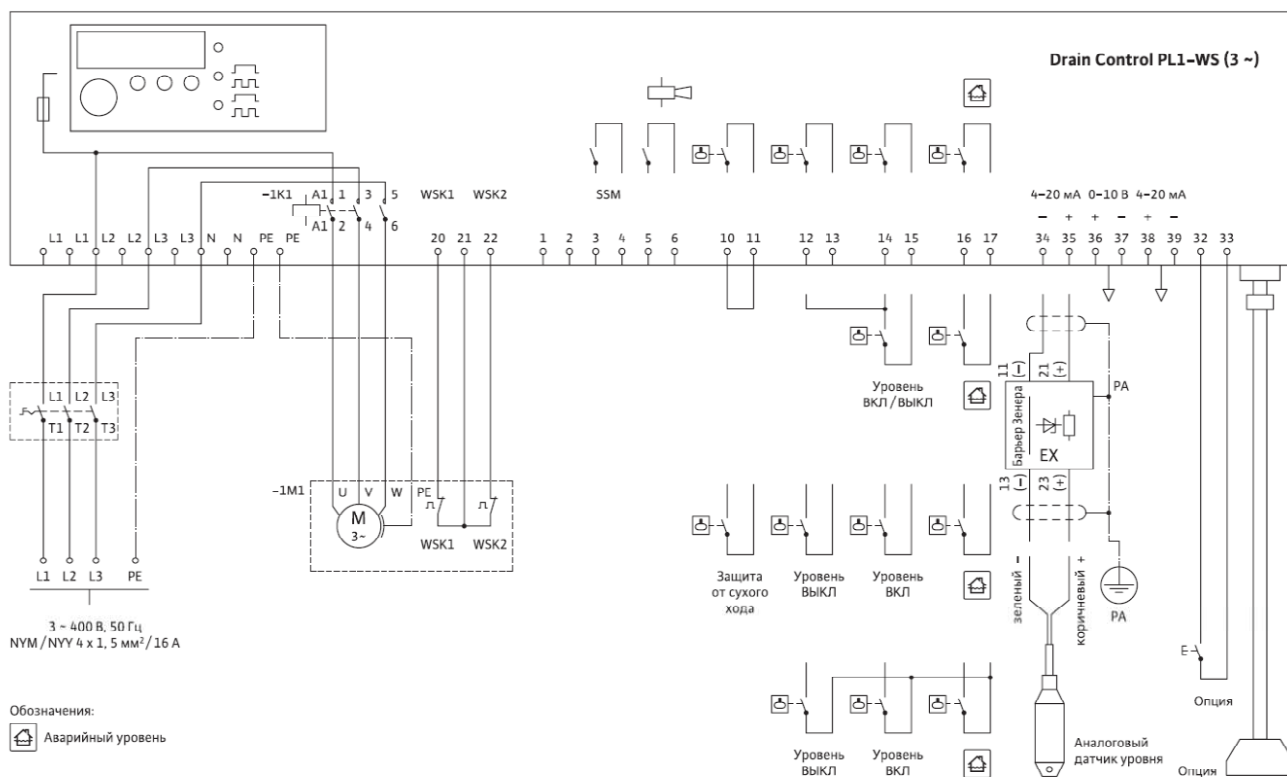 Drain Control PL1-WS (3 ~)
SSM
4-20 мА 0-10 В 4-20 мА
- + + - + -
-1K1 A1 1 3 5 WSK1 WSK2
A1 2 4 6
L1 L1 L2 L2 L3 L3 N N PE PE
20 21 22 1 2 3 4 5 6 10 11 12 13 14 15 16 17 34 35 36 37 38 39 32 33
L1 L2 L3
T1 T2 T3
Уровень
ВКЛ/ВЫКЛ
11 (-) 21 (+)
PA
Барьер Зенера
EX
13 (-) 23 (+)
-1M1 U V W PE
M
3~
WSK1 WSK2
L1 L2 L3 PE
3 ~ 400 В, 50 Гц
NYM/NYY 4 x 1, 5 мм²/16 А
Защита
от сухого
хода
Уровень
ВЫКЛ
Уровень
ВКЛ
зеленый -
коричневый +
PA
E
Опция
Обозначения:
Аварийный уровень
Уровень
ВЫКЛ
Уровень
ВКЛ
Аналоговый
датчик уровня
Опция